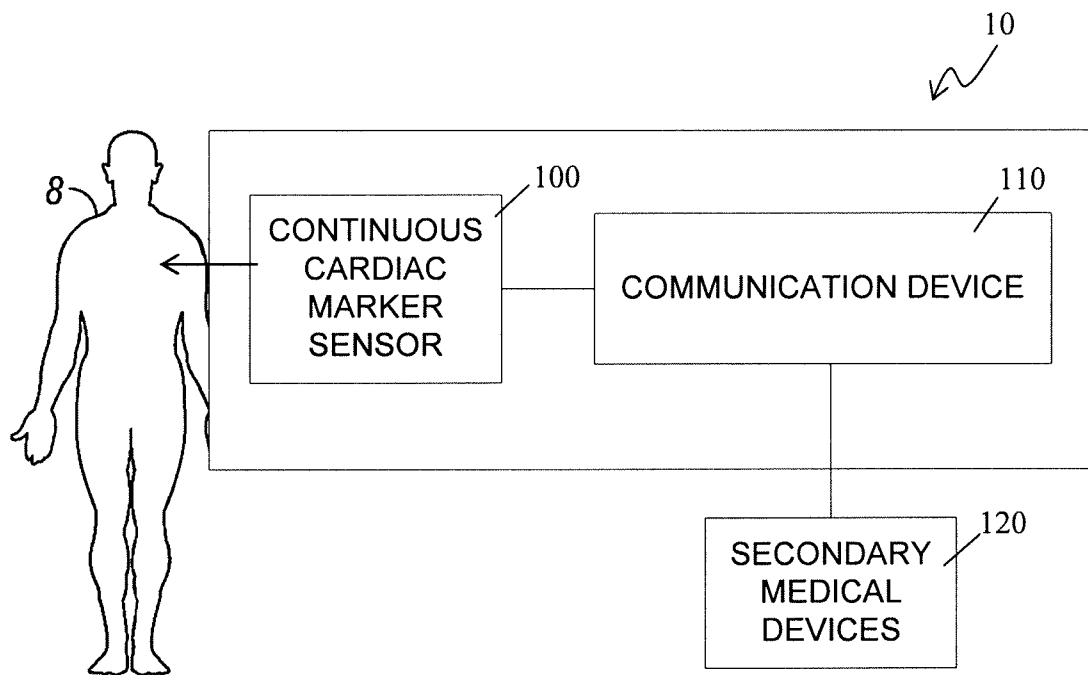 10
8
100
CONTINUOUS
CARDIAC
MARKER
SENSOR
110
COMMUNICATION DEVICE
120
SECONDARY
MEDICAL
DEVICES